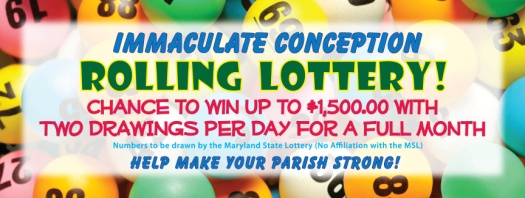 IMMACULATE CONCEPTION
ROLLING LOTTERY!
CHANCE TO WIN UP TO $1,500.00 WITH
TWO DRAWINGS PER DAY FOR A FULL MONTH
Numbers to be drawn by the Maryland State Lottery (No Affiliation with the MSL)
HELP MAKE YOUR PARISH STRONG!